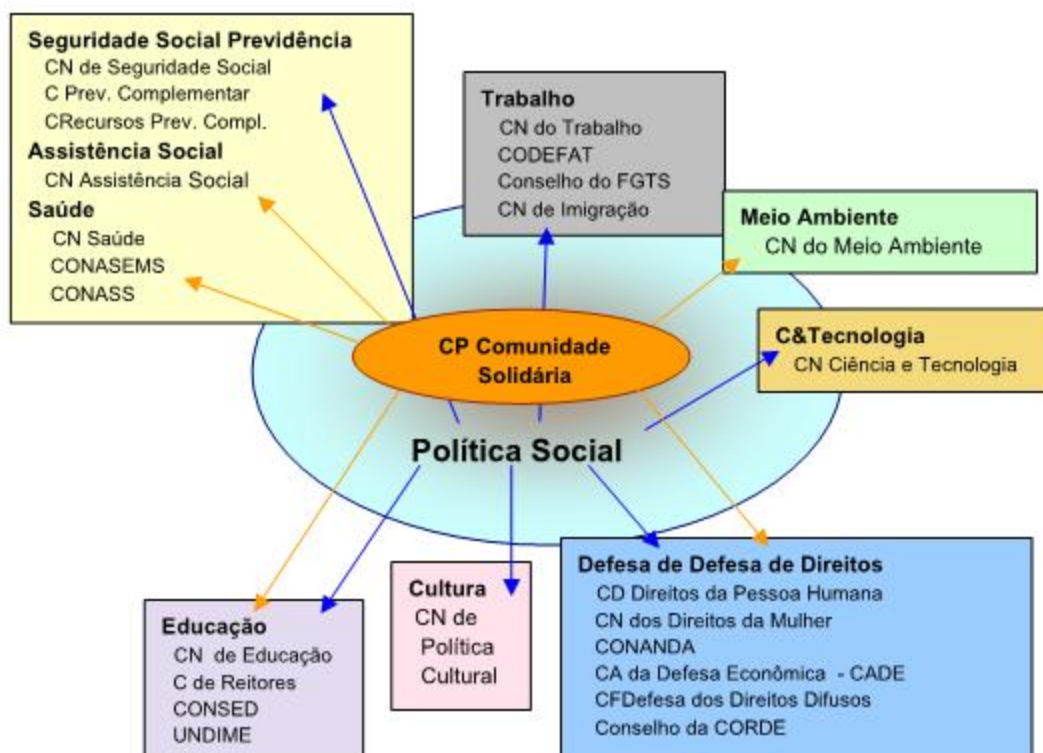 Seguridade Social Previdência
CN de Seguridade Social
C Prev. Complementar
CRecursos Prev. Compl.
Assistência Social
CN Assistência Social
Saúde
CN Saúde
CONASEMS
CONASS
Trabalho
CN do Trabalho
CODEFAT
Conselho do FGTS
CN de Imigração
Meio Ambiente
CN do Meio Ambiente
C&Tecnologia
CN Ciência e Tecnologia
CP Comunidade
Solidária
Política Social
Educação
CN de Educação
C de Reitores
CONSED
UNDIME
Cultura
CN de
Política
Cultural
Defesa de Defesa de Direitos
CD Direitos da Pessoa Humana
CN dos Direitos da Mulher
CONANDA
CA da Defesa Econômica - CADE
CFDefesa dos Direitos Difusos
Conselho da CORDE